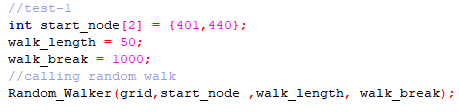 //test-1
int start_node[2] = {401,440};
walk_length = 50;
walk_break = 1000;
//calling random walk
Random_Walker(grid,start_node ,walk_length, walk_break);